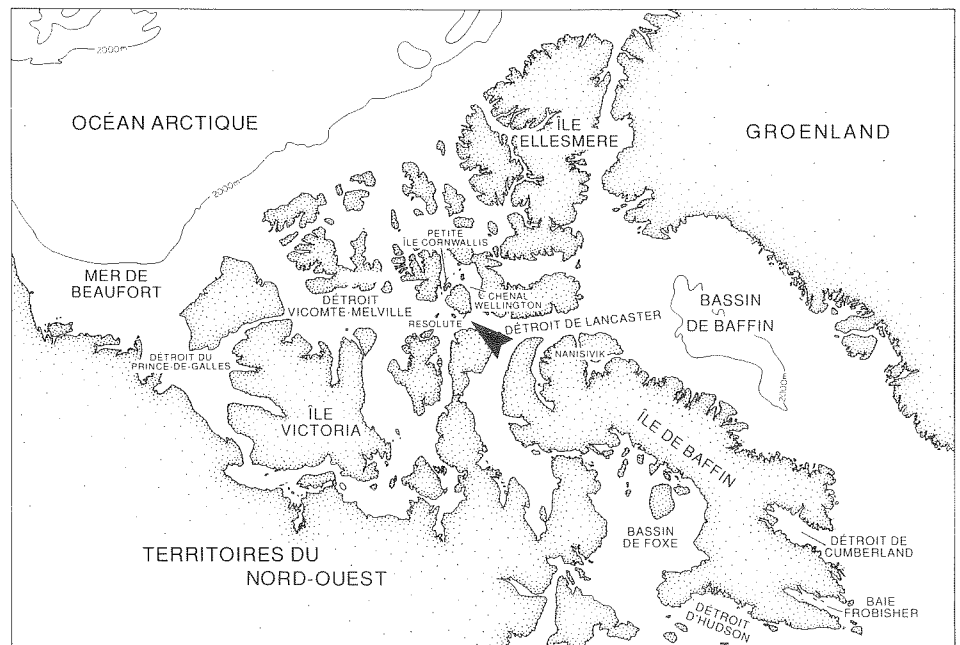 2000m
OCÉAN ARCTIQUE
2000m
ÎLE
ELLESMERE
GROENLAND
PETITE
ÎLE CORNWALLIS
MER DE
BEAUFORT
DÉTROIT
VICOMTE-MELVILLE
CHENAL
WELLINGTON
RESOLUTE
DÉTROIT DE LANCASTER
BASSIN
DE BAFFIN
2000m
NANISIVIK
DÉTROIT DU
PRINCE-DE-GALLES
ÎLE
VICTORIA
ÎLE DE BAFFIN
BASSIN
DE FOXE
DÉTROIT DE
CUMBERLAND
TERRITOIRES DU
NORD-OUEST
BAIE
FROBISHER
DÉTROIT
D'HUDSON